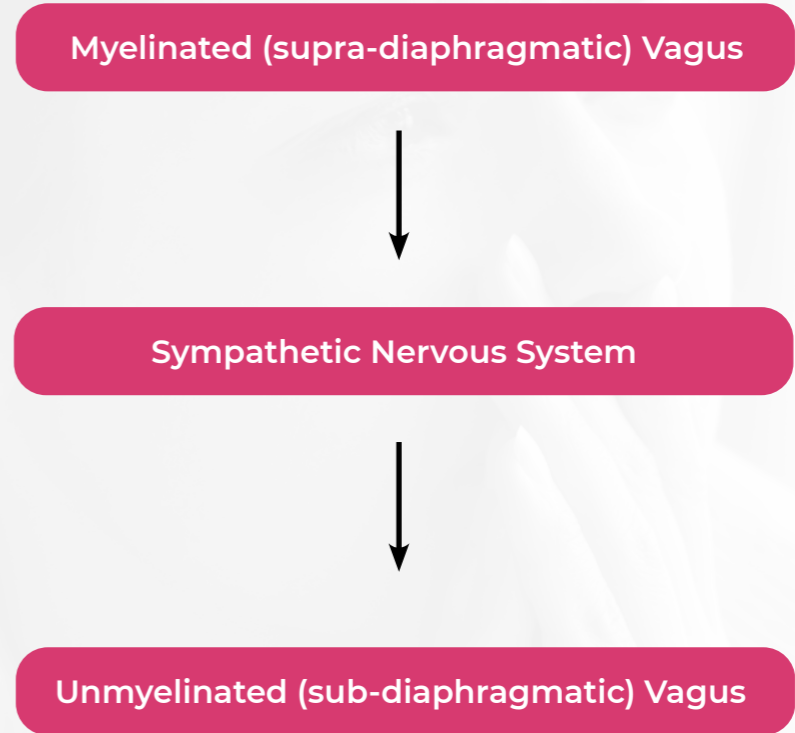 Myelinated (supra-diaphragmatic) Vagus
Sympathetic Nervous System
Unmyelinated (sub-diaphragmatic) Vagus